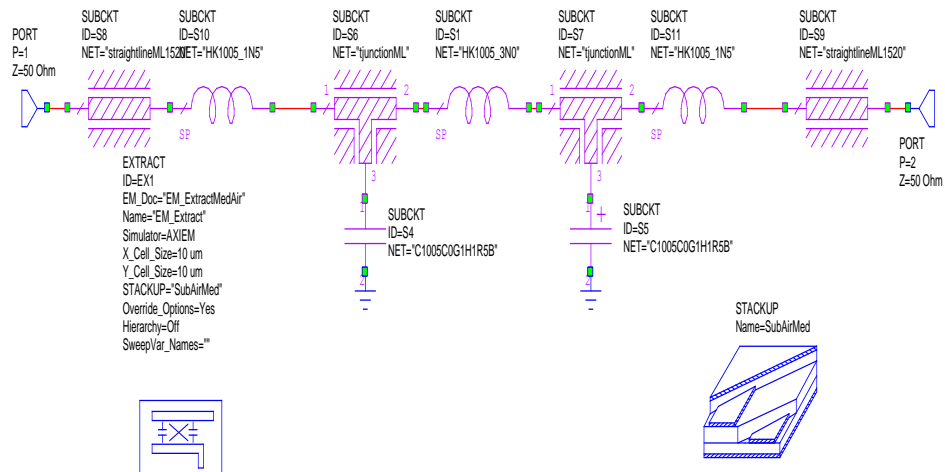 PORT
P=1
Z=50 Ohm
SUBCKT
ID=S8
NET="straightlineML1520"
SUBCKT
ID=S10
NET="HK1005_1N5"
SP
SUBCKT
ID=S6
NET="tjunctionML"
1
2
3
SUBCKT
ID=S1
NET="HK1005_3N0"
SP
SUBCKT
ID=S7
NET="tjunctionML"
1
2
3
SUBCKT
ID=S11
NET="HK1005_1N5"
SP
SUBCKT
ID=S9
NET="straightlineML1520"
PORT
P=2
Z=50 Ohm
EXTRACT
ID=EX1
EM_Doc="EM_ExtractMedAir"
Name="EM_Extract"
Simulator=AXIEM
X_Cell_Size=10 um
Y_Cell_Size=10 um
STACKUP="SubAirMed"
Override_Options=Yes
Hierarchy=Off
SweepVar_Names=""
1
SUBCKT
ID=S4
NET="C1005C0G1H1R5B"
2
1
+
SUBCKT
ID=S5
NET="C1005C0G1H1R5B"
2
STACKUP
Name=SubAirMed